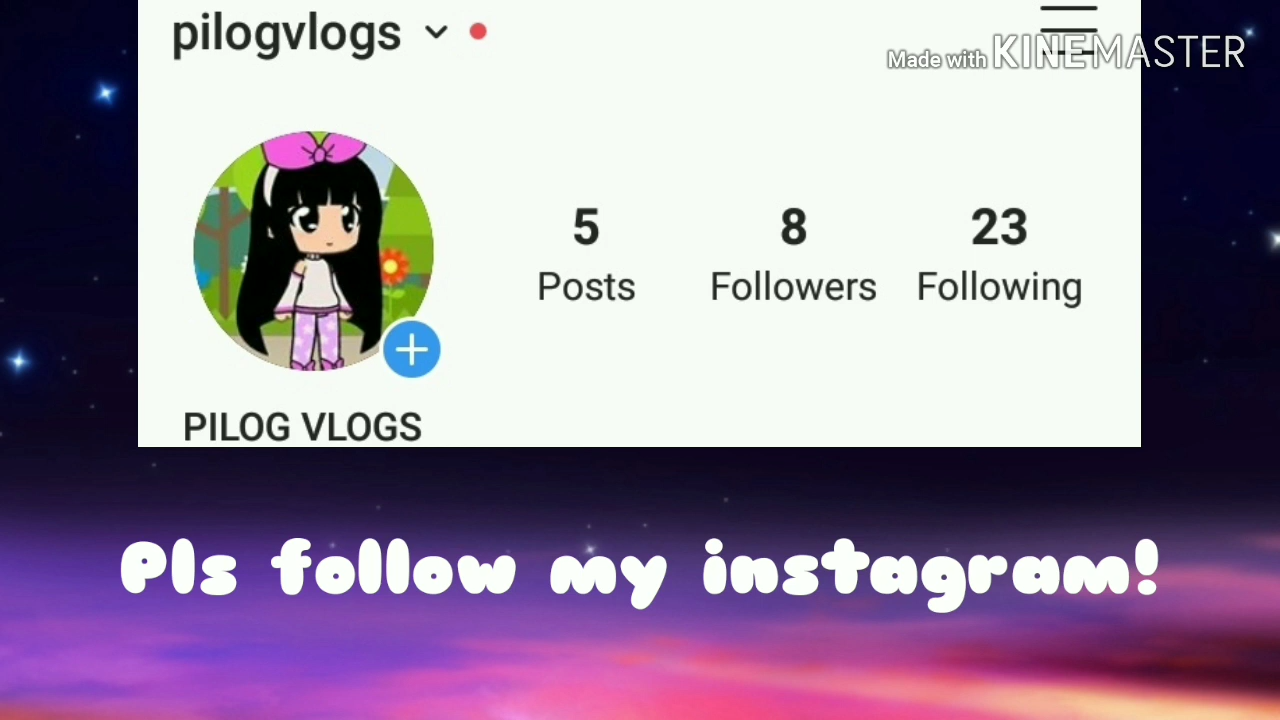 pilogvlogs
Made with KINEMASTER
5 8 23
Posts Followers Following
PILOG VLOGS
Pls follow my instagram!